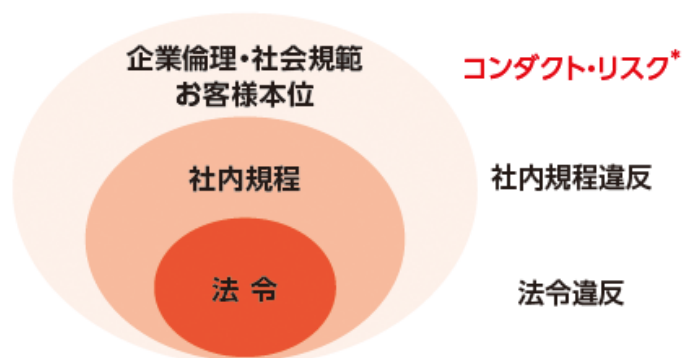 企業倫理・社会規範
お客様本位
コンダクト・リスク*
社内規程
社内規程違反
法令
法令違反